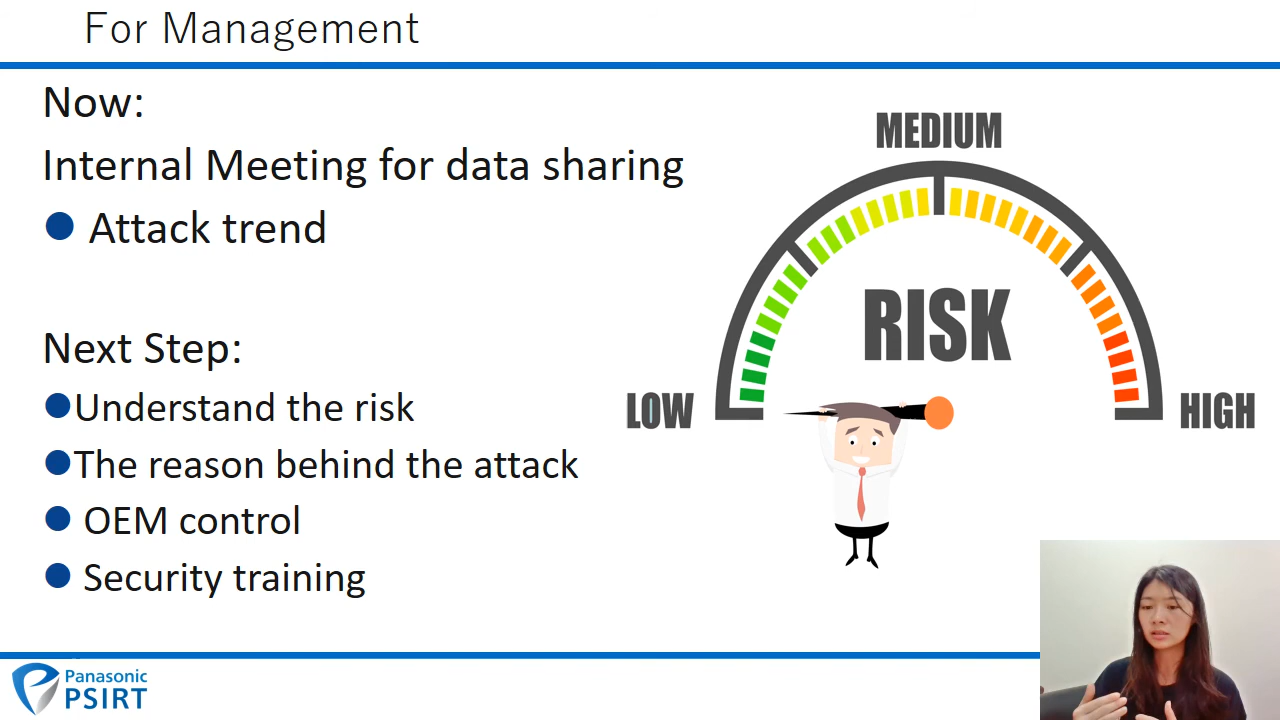 For Management
Now:
Internal Meeting for data sharing
Attack trend
Next Step:
Understand the risk
The reason behind the attack
OEM control
Security training
MEDIUM
RISK
LOW
HIGH
Panasonic
PSIRT